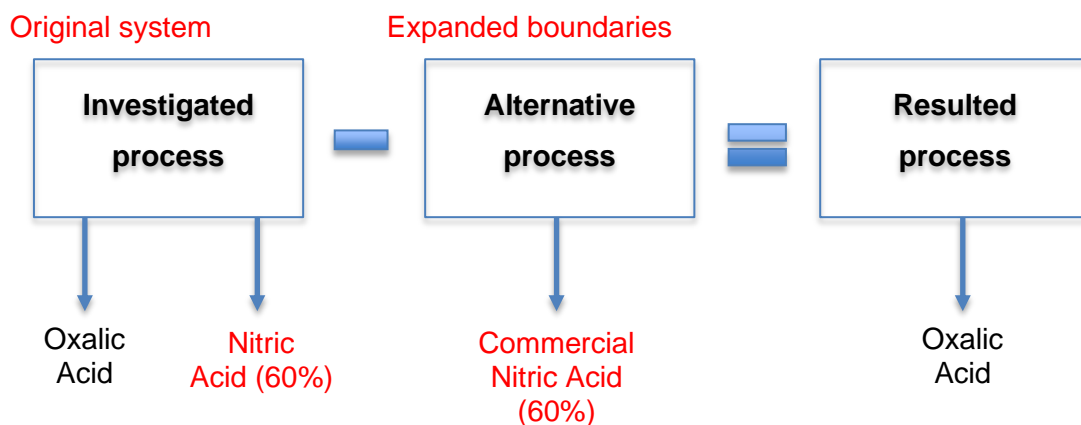 Original system
Expanded boundaries
Investigated
process
Alternative
process
Resulted
process
Oxalic
Acid
Nitric
Acid (60%)
Commercial
Nitric Acid
(60%)
Oxalic
Acid